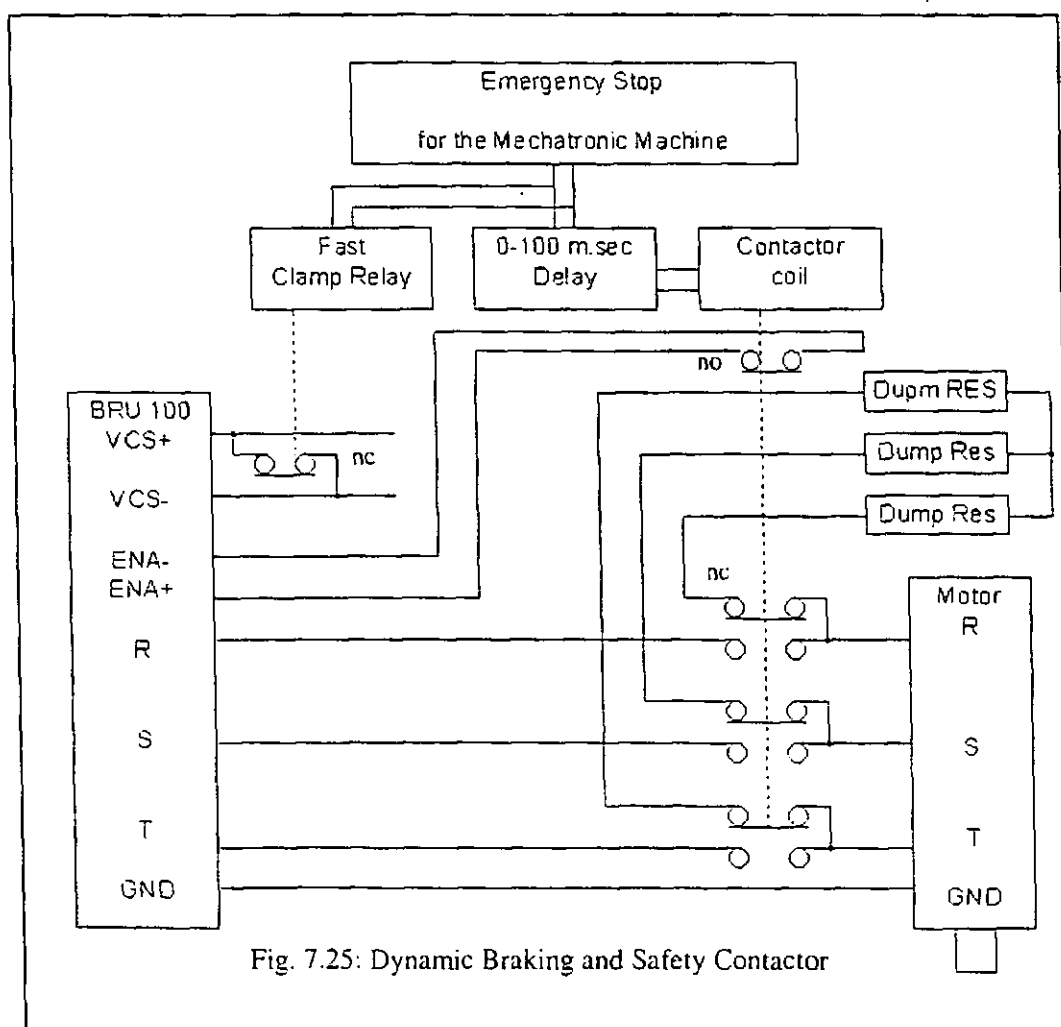 Emergency Stop
for the Mechatronic Machine
Fast
Clamp Relay
0-100 m.sec
Delay
Contactor
coil
no
Dupm RES
Dump Res
Dump Res
BRU 100
VCS+
nc
VCS-
ENA-
ENA+
R
S
T
GND
nc
Motor
R
S
T
GND
Fig. 7.25: Dynamic Braking and Safety Contactor